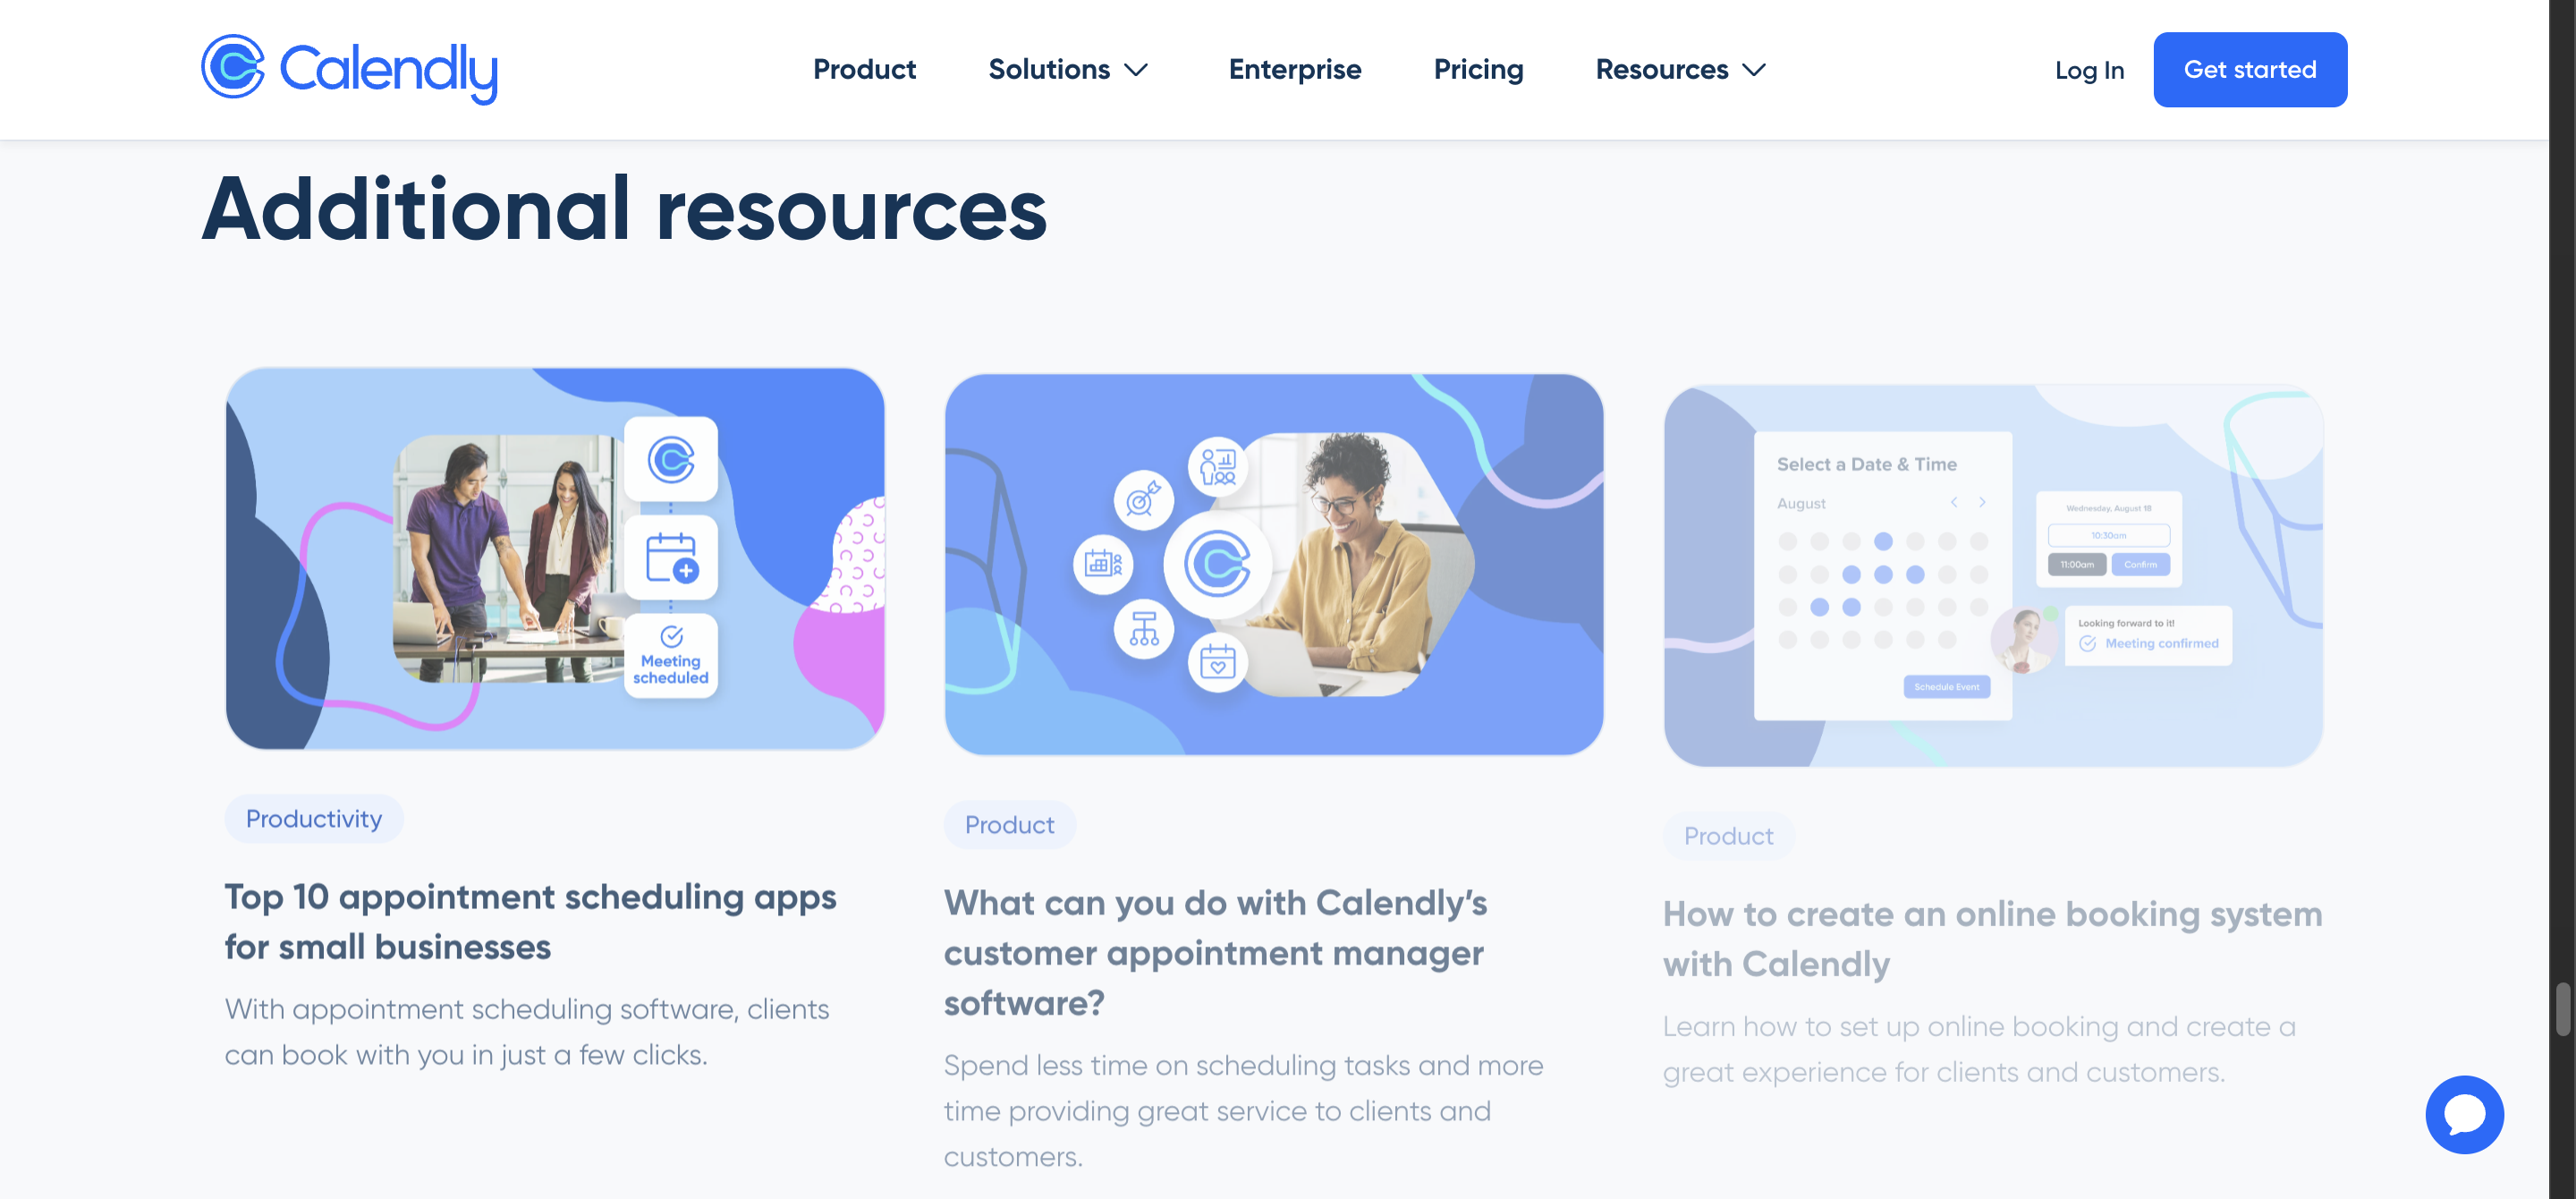 Calendly
Product
Solutions
Enterprise
Pricing
Resources
Log In
Get started
Additional resources
Meeting
scheduled
Productivity
Top 10 appointment scheduling apps
for small businesses
With appointment scheduling software, clients
can book with you in just a few clicks.
Product
What can you do with Calendly’s
customer appointment manager
software?
Spend less time on scheduling tasks and more
time providing great service to clients and
customers.
Select a Date & Time
August
Wednesday, August 18
10:30am
11:00am
Confirm
Looking forward to it!
Meeting confirmed
Schedule Event
Product
How to create an online booking system
with Calendly
Learn how to set up online booking and create a
great experience for clients and customers.